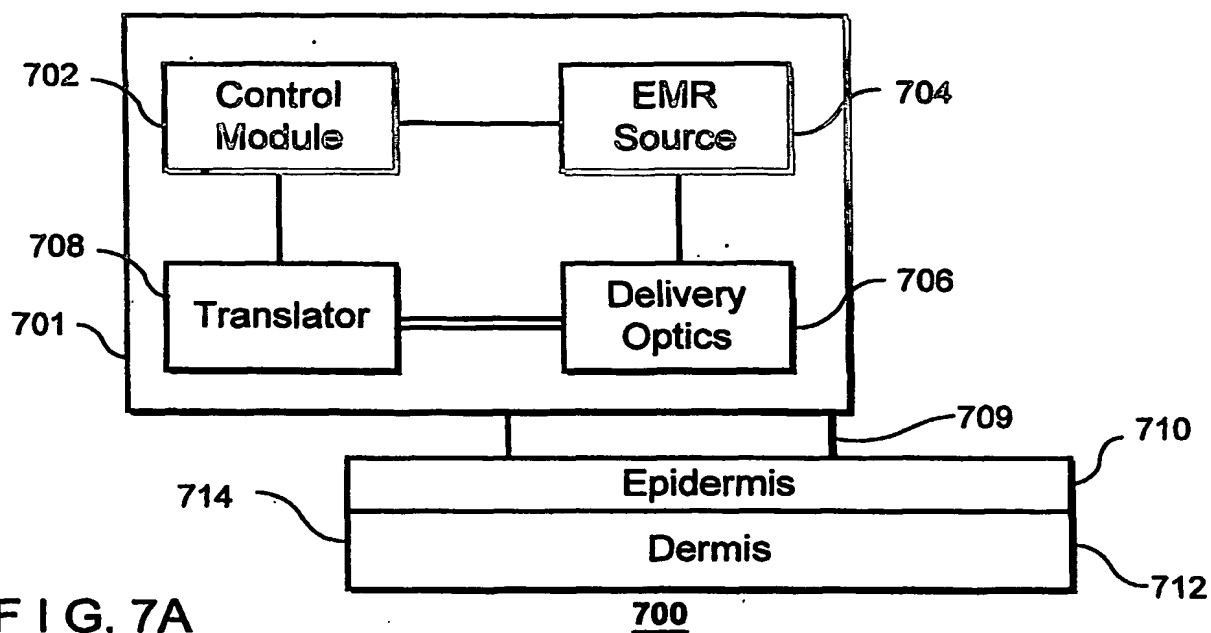 702
Control
Module
EMR
Source
704
708
Translator
Delivery
Optics
706
701
709
710
Epidermis
714
Dermis
712
F I G. 7A
700